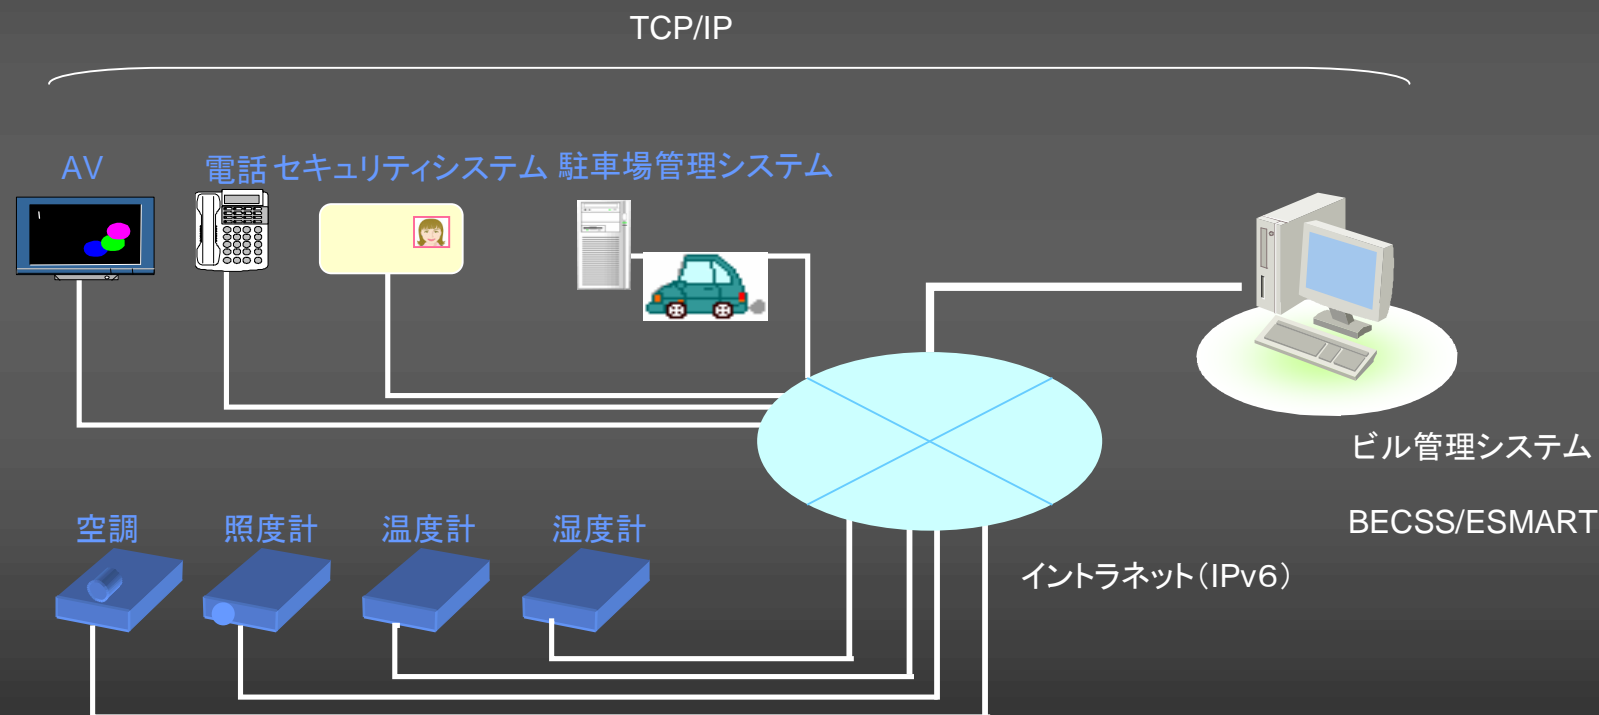 TCP/IP
AV
電話
セキュリティシステム
駐車場管理システム
ビル管理システム
BECSS/ESMART
空調
照度計
温度計
湿度計
イントラネット（IPv6）